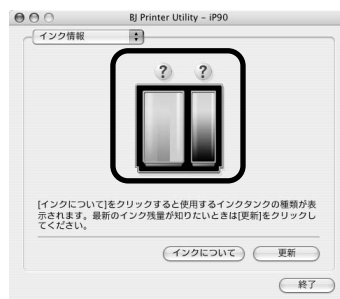 BJ Printer Utility – iP90
インク情報
? ?
[インクについて]をクリックすると使用するインクタンクの種類が表
示されます。最新のインク残量が知りたいときは[更新]をクリックし
てください。
インクについて 更新
終了